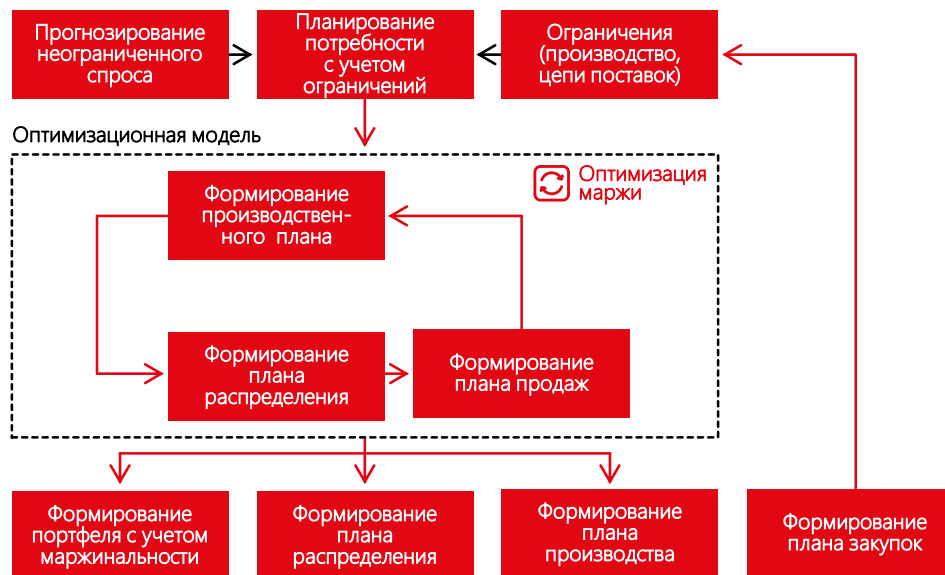 Прогнозирование
неограниченного
спроса
Планирование
потребности
с учетом
ограничений
Ограничения
(производство,
цепи поставок)
Оптимизационная модель
Оптимизация
маржи
Формирование
производствен-
ного плана
Формирование
плана
распределения
Формирование
плана продаж
Формирование
портфеля с учетом
маржинальности
Формирование
плана
распределения
Формирование
плана
производства
Формирование
плана закупок